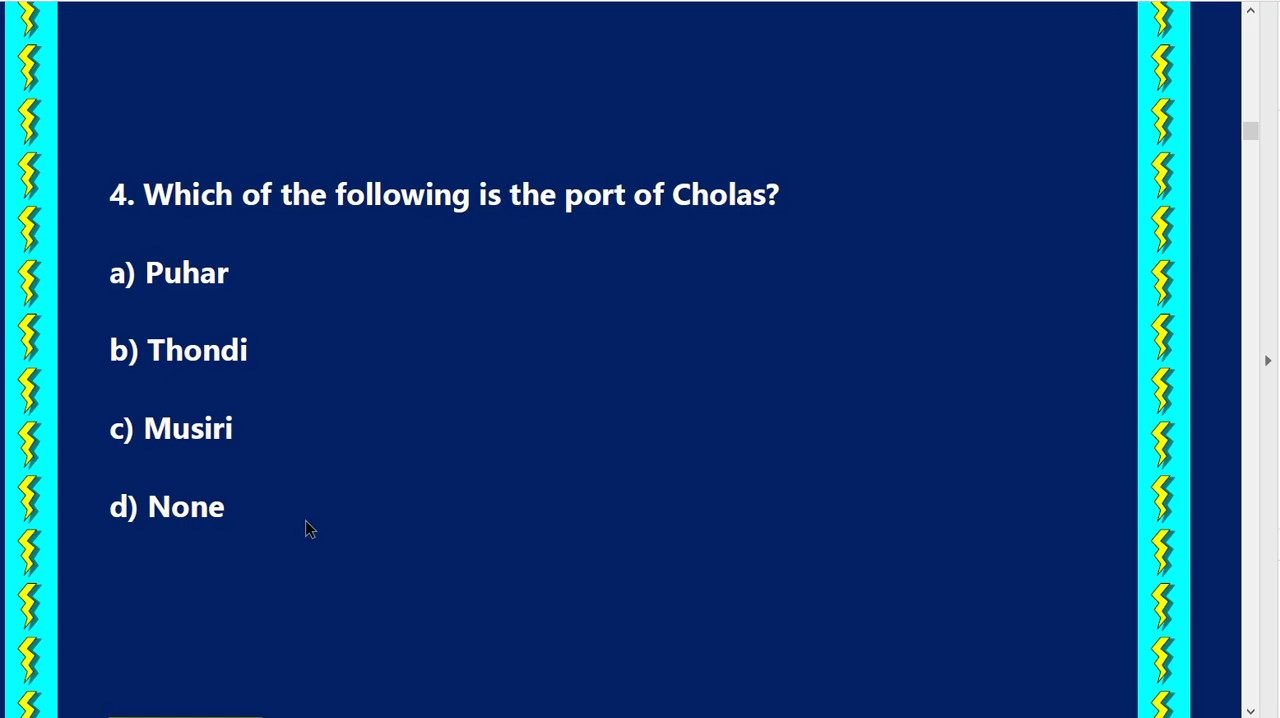 4. Which of the following is the port of Cholas?
a) Puhar
b) Thondi
c) Musiri
d) None